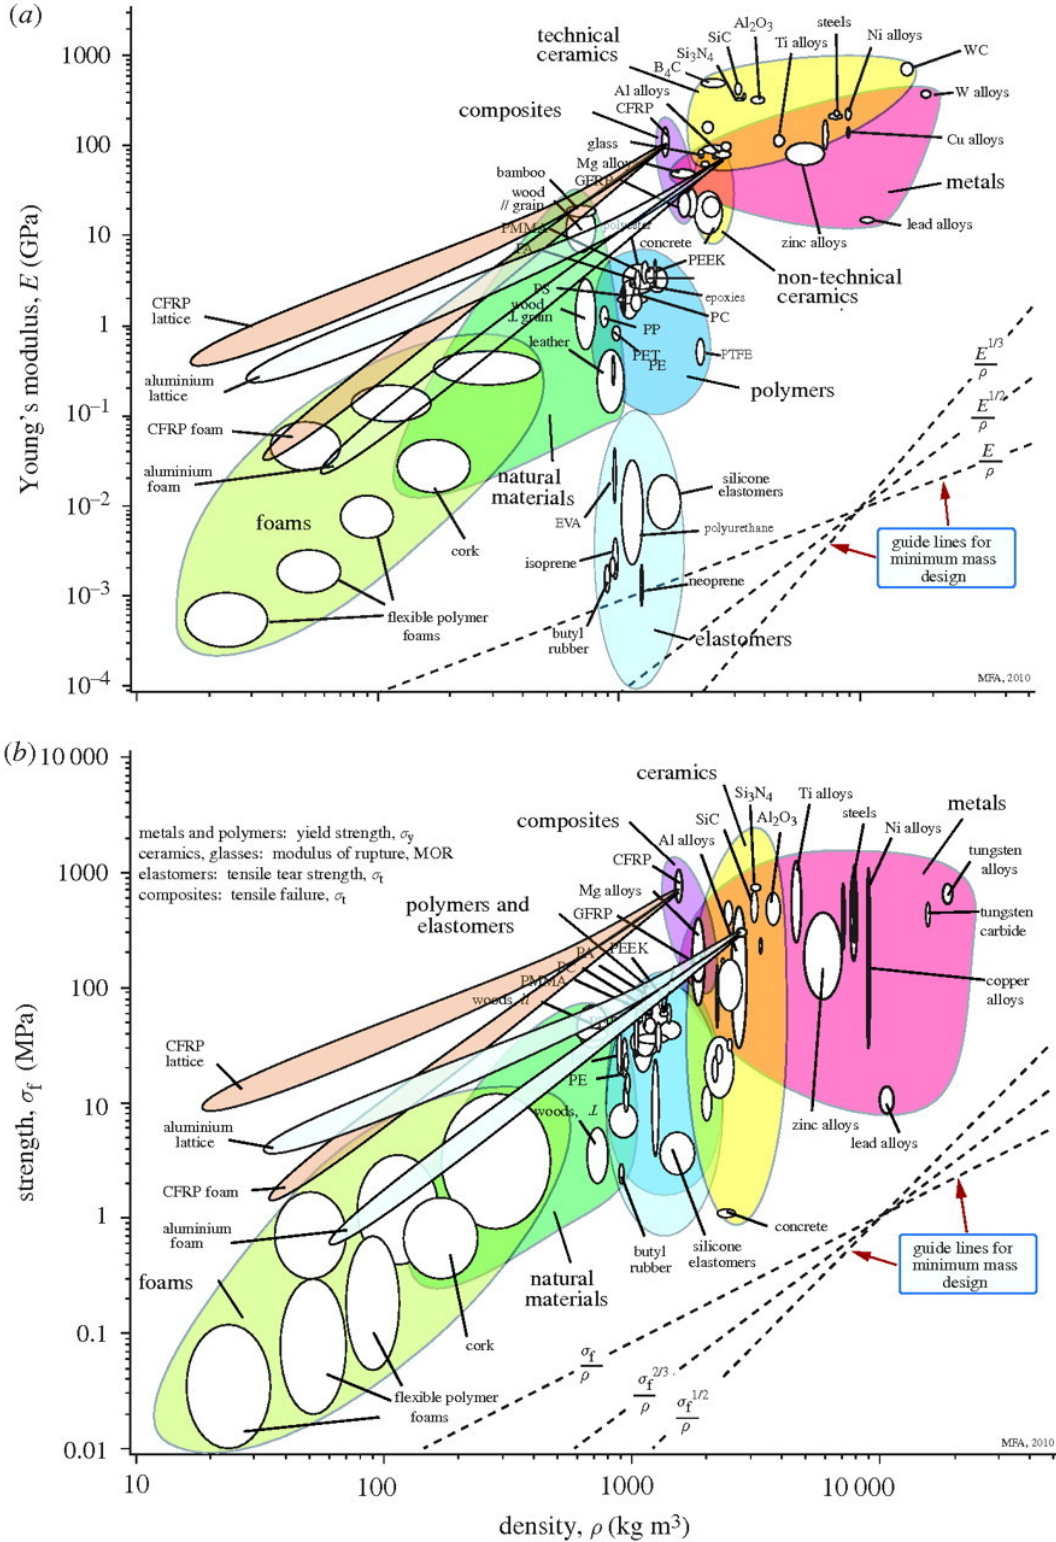 (a)
Young's modulus, E (GPa)
1000
100
10
1
10⁻¹
10⁻²
10⁻³
10⁻⁴
technical
ceramics
B₄C
Si₃N₄
SiC
Al₂O₃
Ti alloys
steels
Ni alloys
WC
W alloys
Cu alloys
metals
lead alloys
zinc alloys
composites
Al alloys
CFRP
glass
Mg alloys
GFRP
bamboo
wood
// grain
polyester
PMMA
PA
concrete
PEEK
non-technical
ceramics
PS
epoxies
PC
wood
⊥ grain
PP
leather
PET
PE
PTFE
polymers
CFRP
lattice
aluminium
lattice
CFRP foam
aluminium
foam
foams
natural
materials
cork
EVA
silicone
elastomers
polyurethane
isoprene
neoprene
butyl
rubber
elastomers
flexible polymer
foams
E^1/3
ρ
E^1/2
ρ
E
ρ
guide lines for
minimum mass
design
MFA, 2010
(b)
strength, σf (MPa)
10 000
1000
100
10
1
0.1
0.01
metals and polymers: yield strength, σy
ceramics, glasses: modulus of rupture, MOR
elastomers: tensile tear strength, σt
composites: tensile failure, σt
ceramics
Si₃N₄
SiC
Al₂O₃
Ti alloys
steels
Ni alloys
metals
tungsten
alloys
tungsten
carbide
copper
alloys
lead alloys
zinc alloys
composites
Al alloys
CFRP
Mg alloys
GFRP
polymers and
elastomers
PEEK
PA
PC
PMMA
woods, //
PE
woods, ⊥
CFRP
lattice
aluminium
lattice
CFRP foam
aluminium
foam
foams
natural
materials
cork
butyl
rubber
silicone
elastomers
concrete
flexible polymer
foams
σf
ρ
σf^2/3
ρ
σf^1/2
ρ
guide lines for
minimum mass
design
MFA, 2010
10
100
1000
10 000
density, ρ (kg m³)